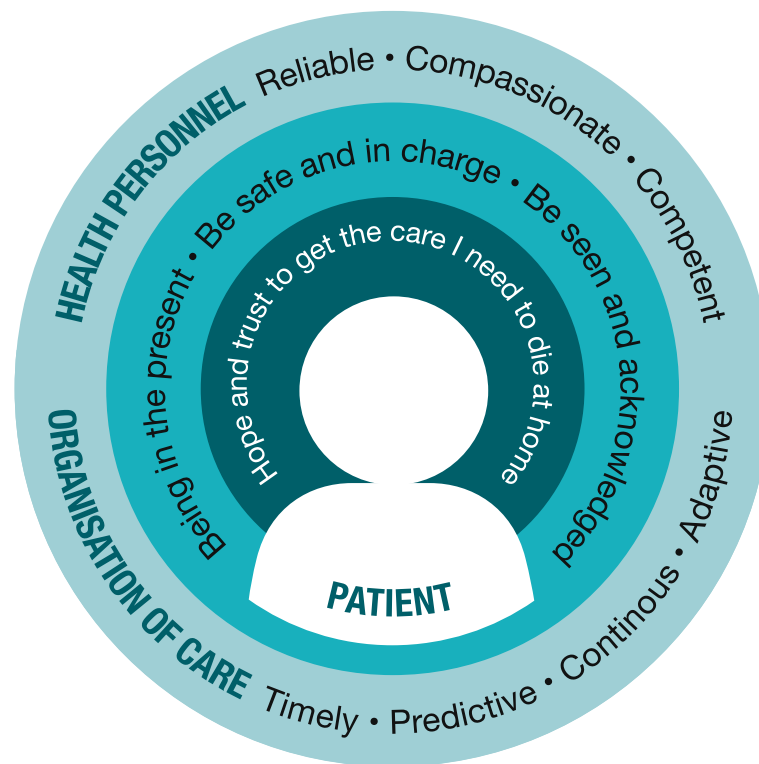 HEALTH PERSONNEL Reliable • Compassionate • Competent
Being in the present • Be safe and in charge • Be seen and acknowledged
Hope and trust to get the care I need to die at home
PATIENT
ORGANISATION OF CARE Timely • Predictive • Continous • Adaptive